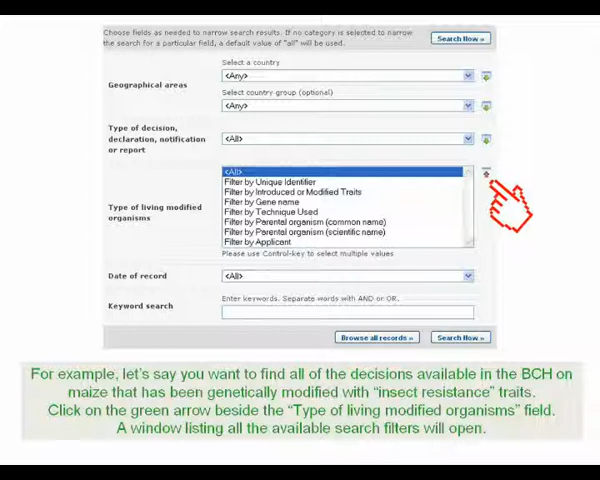 Choose fields as needed to narrow search results. If no category is selected to narrow
the search for a particular field, a default value of "all" will be used.
Search Now »
Select a country
<Any>
Geographical areas
Select country group (optional)
<Any>
Type of decision,
declaration, notification
or report
<All>
<All>
Filter by Unique Identifier
Filter by Introduced or Modified Traits
Filter by Gene name
Filter by Technique Used
Filter by Parental organism (common name)
Filter by Parental organism (scientific name)
Filter by Applicant
Type of living modified
organisms
Please use Control-key to select multiple values
Date of record
<All>
Enter keywords. Separate words with AND or OR.
Keyword search
Browse all records »
Search Now »
For example, let's say you want to find all of the decisions available in the BCH on
maize that has been genetically modified with “insect resistance” traits.
Click on the green arrow beside the “Type of living modified organisms” field.
A window listing all the available search filters will open.